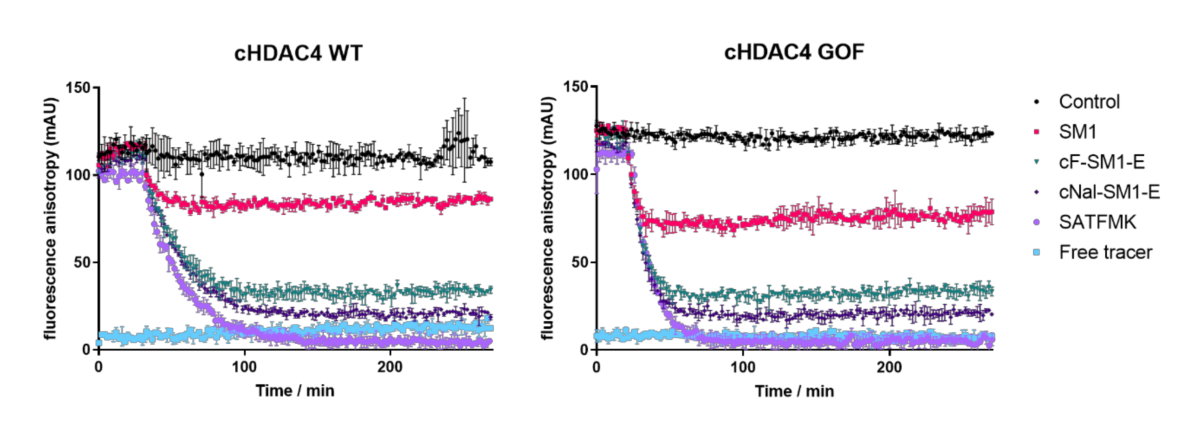 cHDAC4 WT
fluorescence anisotropy (mAU)
150
100
50
0
0 100 200
Time / min
cHDAC4 GOF
fluorescence anisotropy (mAU)
150
100
50
0
0 100 200
Time / min
Control
SM1
cF-SM1-E
cNal-SM1-E
SATFMK
Free tracer